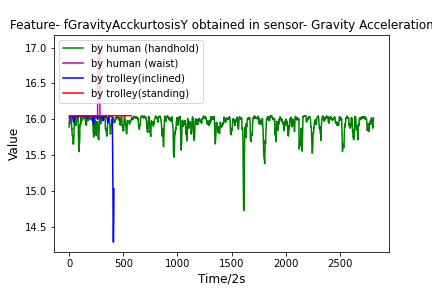 Feature- fGravityAcckurtosisY obtained in sensor- Gravity Acceleration
17.0
16.5
16.0
15.5
15.0
14.5
Value
by human (handhold)
by human (waist)
by trolley(inclined)
by trolley(standing)
0
500
1000
1500
2000
2500
Time/2s